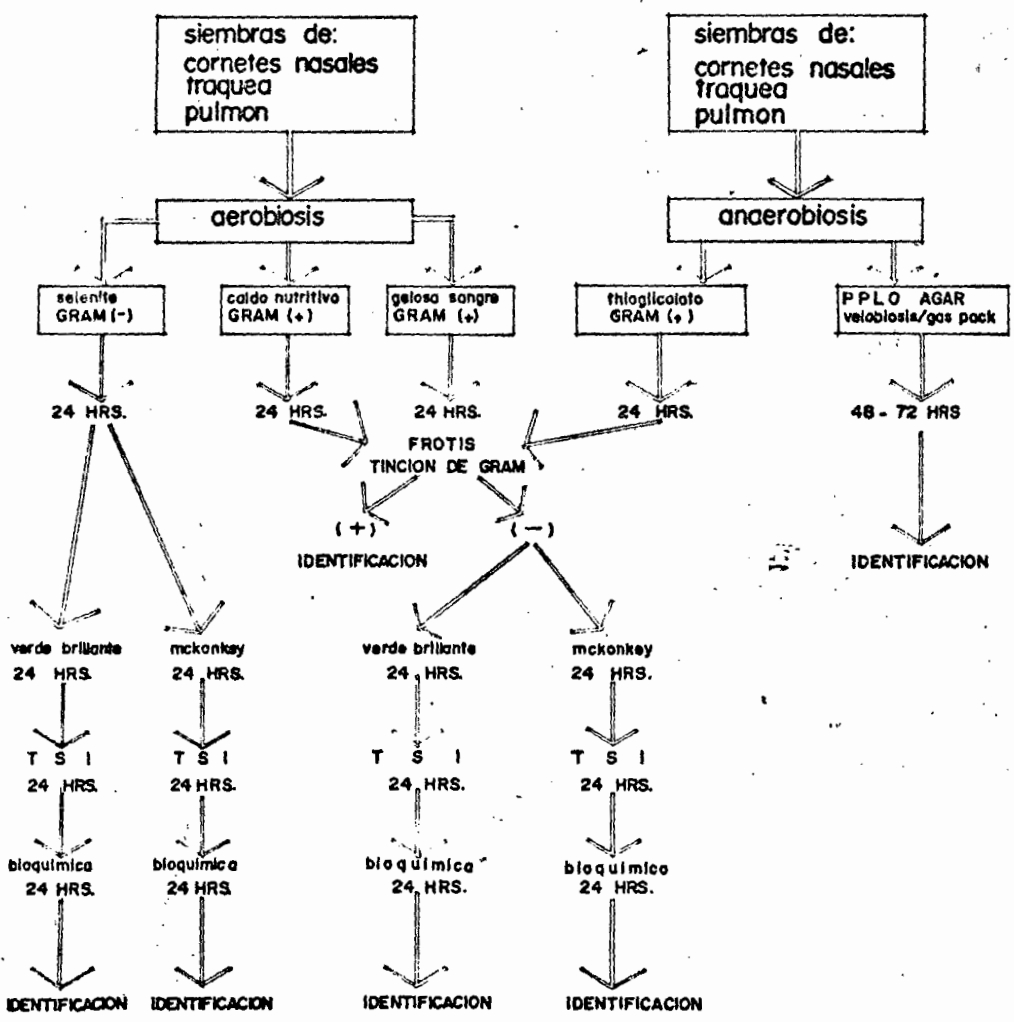 siembras de:
cornetes nasales
traquea
pulmon
siembras de:
cornetes nasales
traquea
pulmon
aerobiosis
anaerobiosis
selenite
GRAM (-)
caldo nutritivo
GRAM (+)
gelosa sangre
GRAM (+)
thioglicolato
GRAM (+)
PPLO AGAR
velobiosis/gas pack
24 HRS.
24 HRS.
24 HRS.
24 HRS.
48 - 72 HRS
FROTIS
TINCION DE GRAM
(+)
(-)
IDENTIFICACION
IDENTIFICACION
verde brillante
24 HRS.
mckonkey
24 HRS.
verde brillante
24 HRS.
mckonkey
24 HRS.
T S I
24 HRS.
T S I
24 HRS.
T S I
24 HRS.
T S I
24 HRS.
bioquimica
24 HRS.
bioquimica
24 HRS.
bioquimica
24 HRS.
bioquimica
24 HRS.
IDENTIFICACION
IDENTIFICACION
IDENTIFICACION
IDENTIFICACION